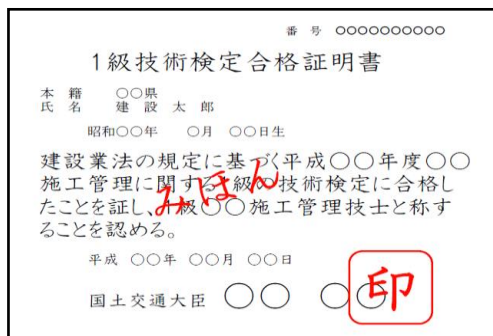 番 号 ○○○○○○○○○○
1級技術検定合格証明書
本 籍 ○○県
氏 名 建 設 太 郎
昭和○○年 ○月 ○○日生
建設業法の規定に基づく平成○○年度○○
施工管理に関する1級の技術検定に合格し
たことを証し、1級○○施工管理技士と称す
ることを認める。
みほん
平成 ○○年 ○○月 ○○日
国土交通大臣 ○○ ○○
印